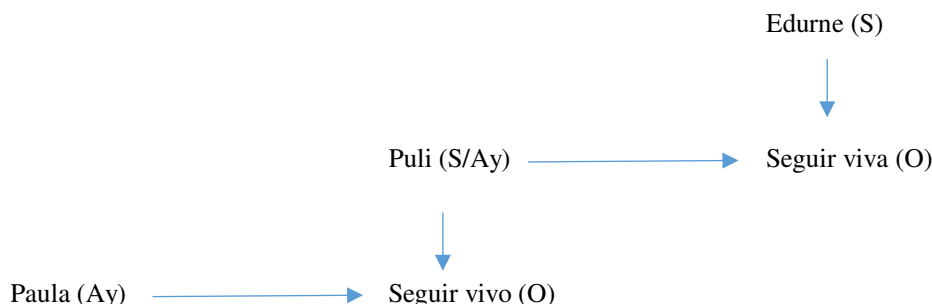 Edurne (S)
Puli (S/Ay)
Seguir viva (O)
Paula (Ay)
Seguir vivo (O)